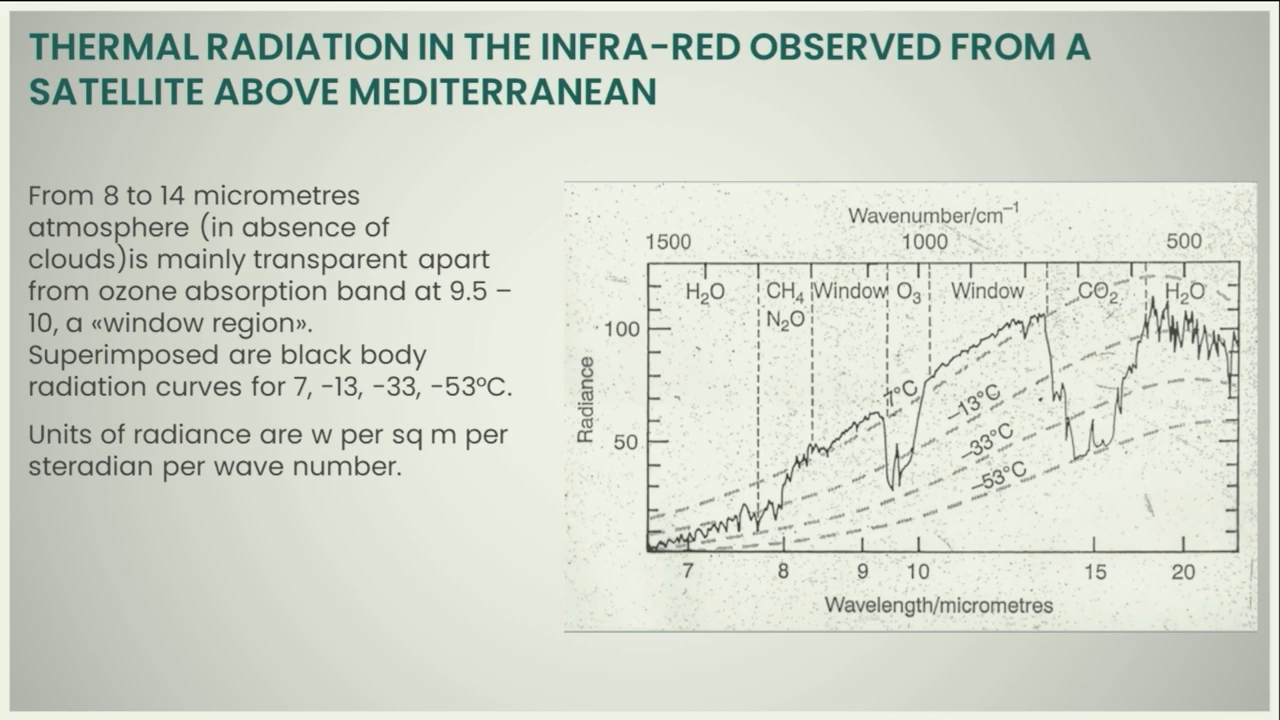 THERMAL RADIATION IN THE INFRA-RED OBSERVED FROM A
SATELLITE ABOVE MEDITERRANEAN
From 8 to 14 micrometres
atmosphere (in absence of
clouds)is mainly transparent apart
from ozone absorption band at 9.5 –
10, a «window region».
Superimposed are black body
radiation curves for 7, -13, -33, -53ºC.
Units of radiance are w per sq m per
steradian per wave number.
Wavenumber/cm⁻¹
1500 1000 500
H₂O CH₄ Window O₃ Window CO₂ H₂O
N₂O
100
Radiance
50
7°C
–13°C
–33°C
–53°C
7 8 9 10 15 20
Wavelength/micrometres